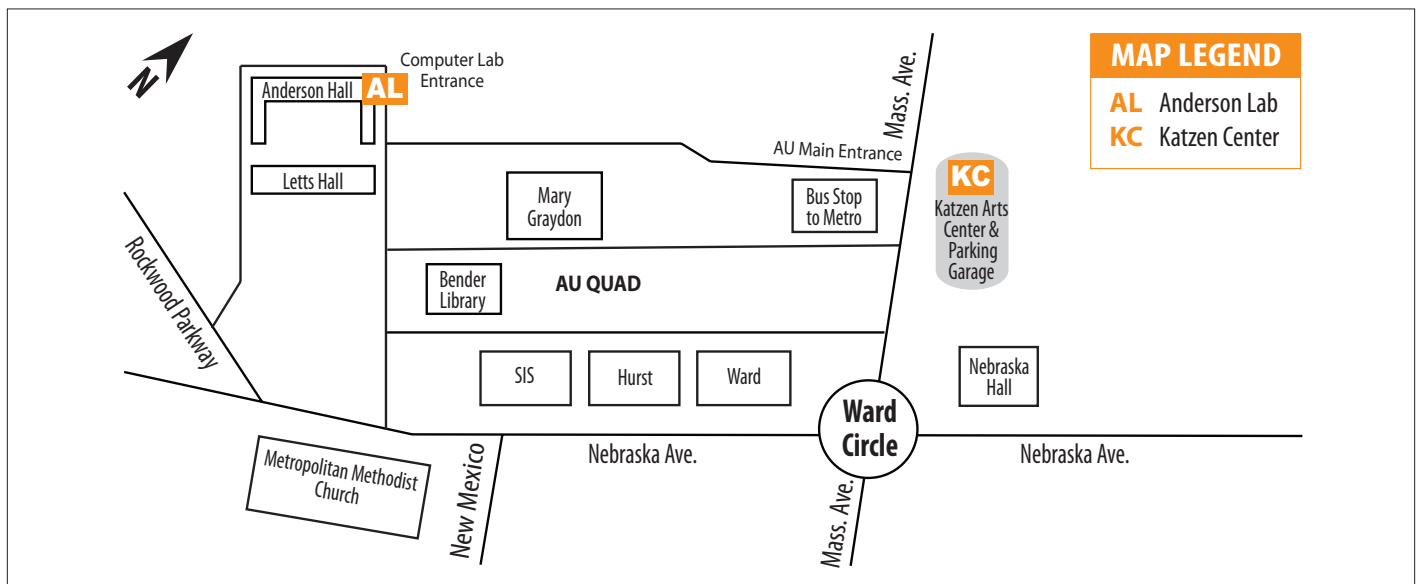 N
Computer Lab
Entrance
Anderson Hall
AL
Letts Hall
Mary
Graydon
AU Main Entrance
Bus Stop
to Metro
Mass. Ave.
KC
Katzen Arts
Center &
Parking
Garage
MAP LEGEND
AL Anderson Lab
KC Katzen Center
Rockwood Parkway
Bender
Library
AU QUAD
SIS
Hurst
Ward
Nebraska
Hall
Ward
Circle
Metropolitan Methodist
Church
New Mexico
Nebraska Ave.
Mass. Ave.
Nebraska Ave.